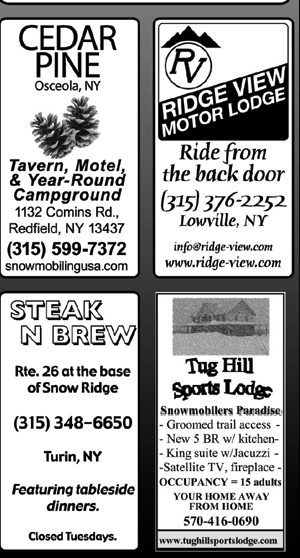 CEDAR
PINE
Osceola, NY
Tavern, Motel,
& Year-Round
Campground
1132 Comins Rd.,
Redfield, NY 13437
(315) 599-7372
snowmobilingusa.com
RV
RIDGE VIEW
MOTOR LODGE
Ride from
the back door
(315) 376-2252
Lowville, NY
info@ridge-view.com
www.ridge-view.com
STEAK
N BREW
Rte. 26 at the base
of Snow Ridge
(315) 348-6650
Turin, NY
Featuring tableside
dinners.
Closed Tuesdays.
Tug Hill
Sports Lodge
Snowmobilers Paradise
- Groomed trail access -
- New 5 BR w/ kitchen-
- King suite w/Jacuzzi -
-Satellite TV, fireplace -
OCCUPANCY = 15 adults
YOUR HOME AWAY
FROM HOME
570-416-0690
www.tughillsportslodge.com